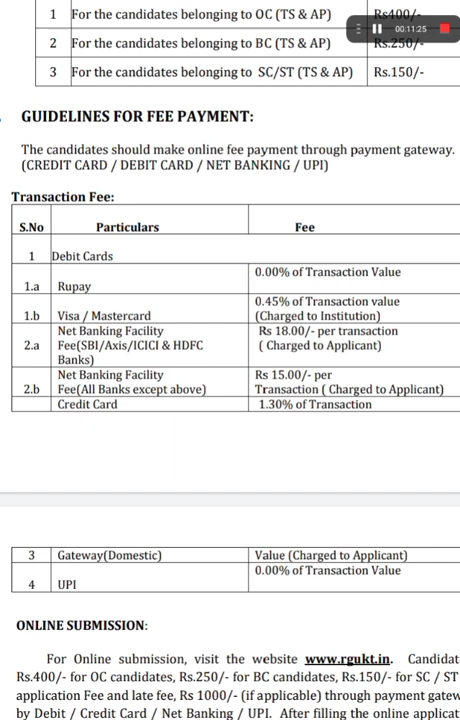 1 For the candidates belonging to OC (TS & AP) Rs400/-
00:11:25
2 For the candidates belonging to BC (TS & AP) Rs.250/-
3 For the candidates belonging to SC/ST (TS & AP) Rs.150/-
GUIDELINES FOR FEE PAYMENT:
The candidates should make online fee payment through payment gateway.
(CREDIT CARD / DEBIT CARD / NET BANKING / UPI)
Transaction Fee:
S.No Particulars Fee
1 Debit Cards
0.00% of Transaction Value
1.a Rupay
0.45% of Transaction value
1.b Visa / Mastercard (Charged to Institution)
Net Banking Facility Rs 18.00/- per transaction
2.a Fee(SBI/Axis/ICICI & HDFC ( Charged to Applicant)
Banks)
Net Banking Facility Rs 15.00/- per
2.b Fee(All Banks except above) Transaction ( Charged to Applicant)
Credit Card 1.30% of Transaction
3 Gateway(Domestic) Value (Charged to Applicant)
0.00% of Transaction Value
4 UPI
ONLINE SUBMISSION:
For Online submission, visit the website www.rgukt.in. Candidat
Rs.400/- for OC candidates, Rs.250/- for BC candidates, Rs.150/- for SC / ST
application Fee and late fee, Rs 1000/- (if applicable) through payment gatew
by Debit / Credit Card / Net Banking / UPI. After filling the online applicat